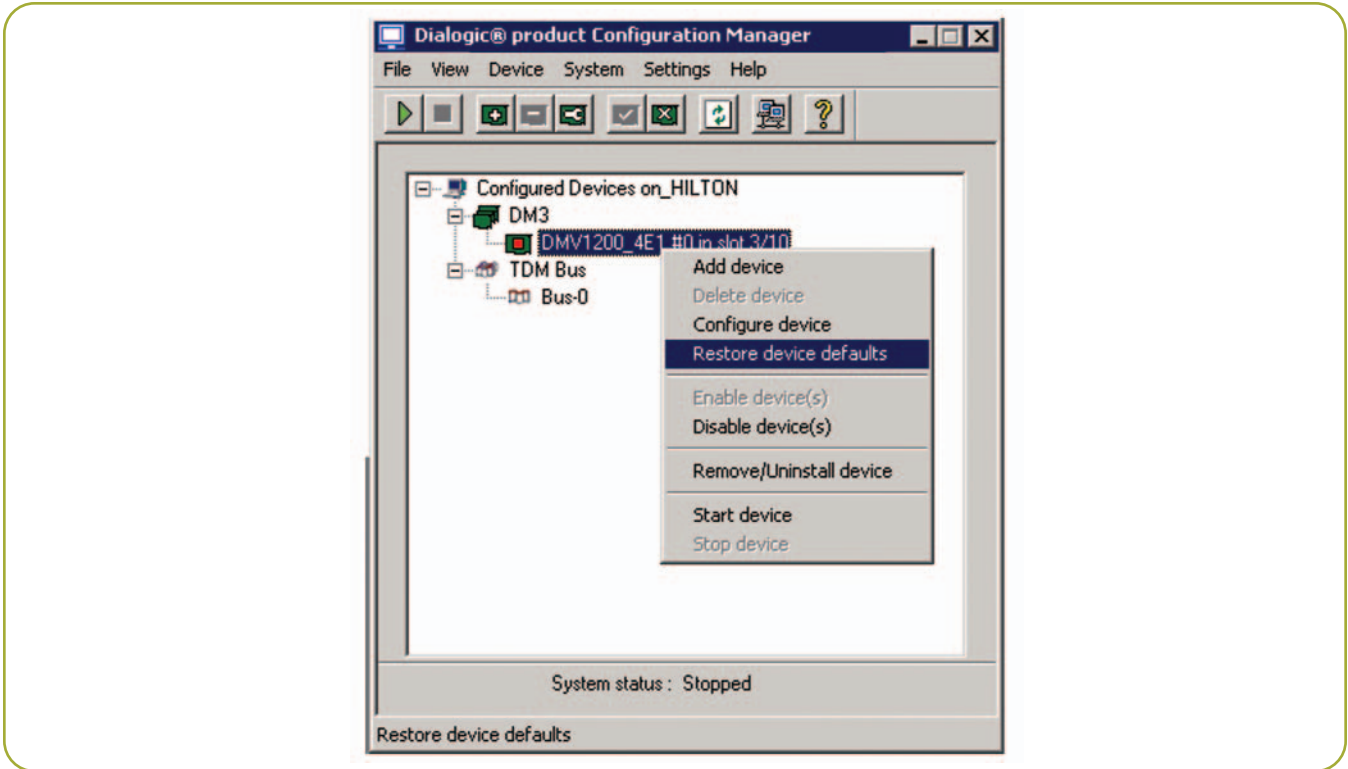 Dialogic® product Configuration Manager
File View Device System Settings Help
Configured Devices on_HILTON
DM3
DMV1200_4E1 #0 in slot 3/10
TDM Bus
Bus-0
Add device
Delete device
Configure device
Restore device defaults
Enable device(s)
Disable device(s)
Remove/Uninstall device
Start device
Stop device
System status : Stopped
Restore device defaults